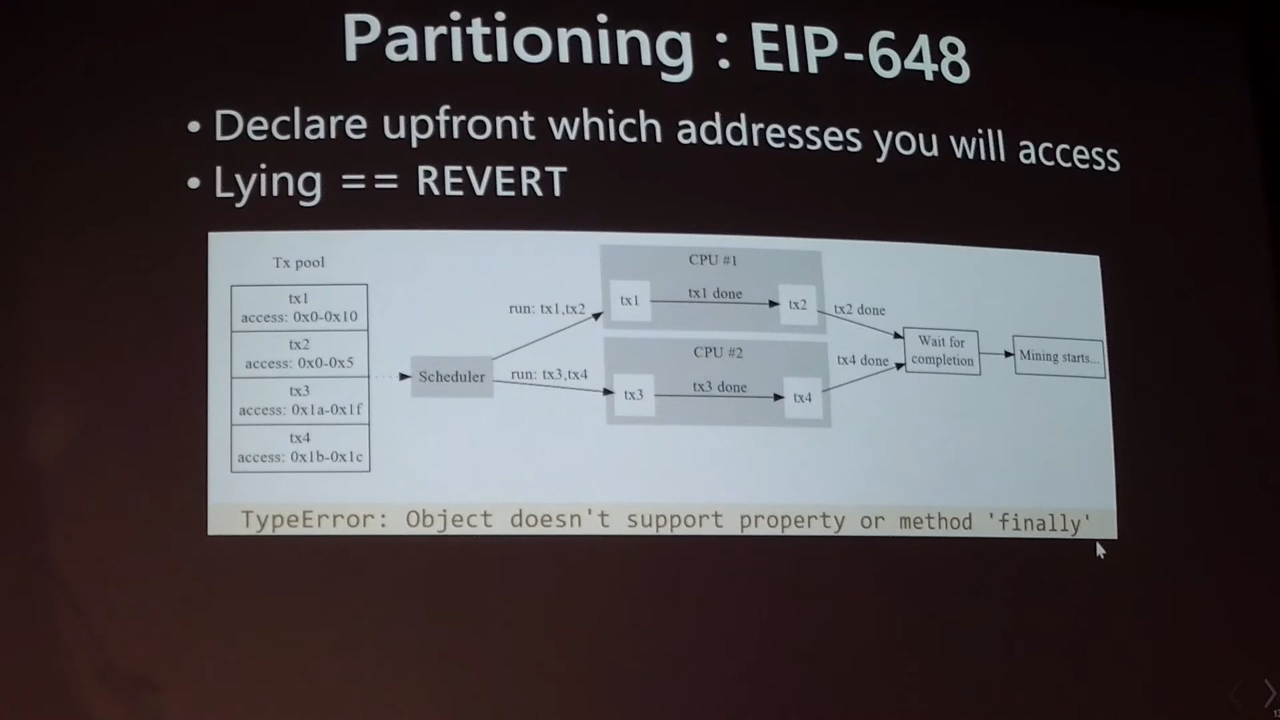 Paritioning : EIP-648
• Declare upfront which addresses you will access
• Lying == REVERT
Tx pool
tx1
access: 0x0-0x10
tx2
access: 0x0-0x5
tx3
access: 0x1a-0x1f
tx4
access: 0x1b-0x1c
Scheduler
run: tx1,tx2
run: tx3,tx4
CPU #1
tx1
tx1 done
tx2
CPU #2
tx3
tx3 done
tx4
tx2 done
tx4 done
Wait for
completion
Mining starts...
TypeError: Object doesn't support property or method 'finally'